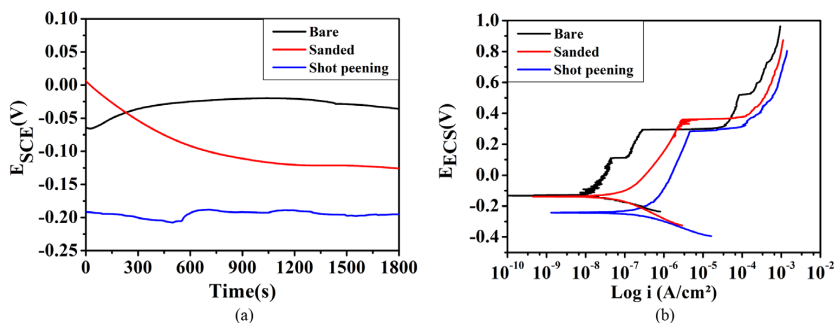 (a)
0.10
0.05
0.00
-0.05
-0.10
-0.15
-0.20
-0.25
E_SCE(V)
Bare
Sanded
Shot peening
0 300 600 900 1200 1500 1800
Time(s)
(a)
(b)
1.0
0.8
0.6
0.4
0.2
0.0
-0.2
-0.4
E_ECS(V)
Bare
Sanded
Shot peening
10⁻¹⁰ 10⁻⁹ 10⁻⁸ 10⁻⁷ 10⁻⁶ 10⁻⁵ 10⁻⁴ 10⁻³ 10⁻²
Log i (A/cm²)
(b)